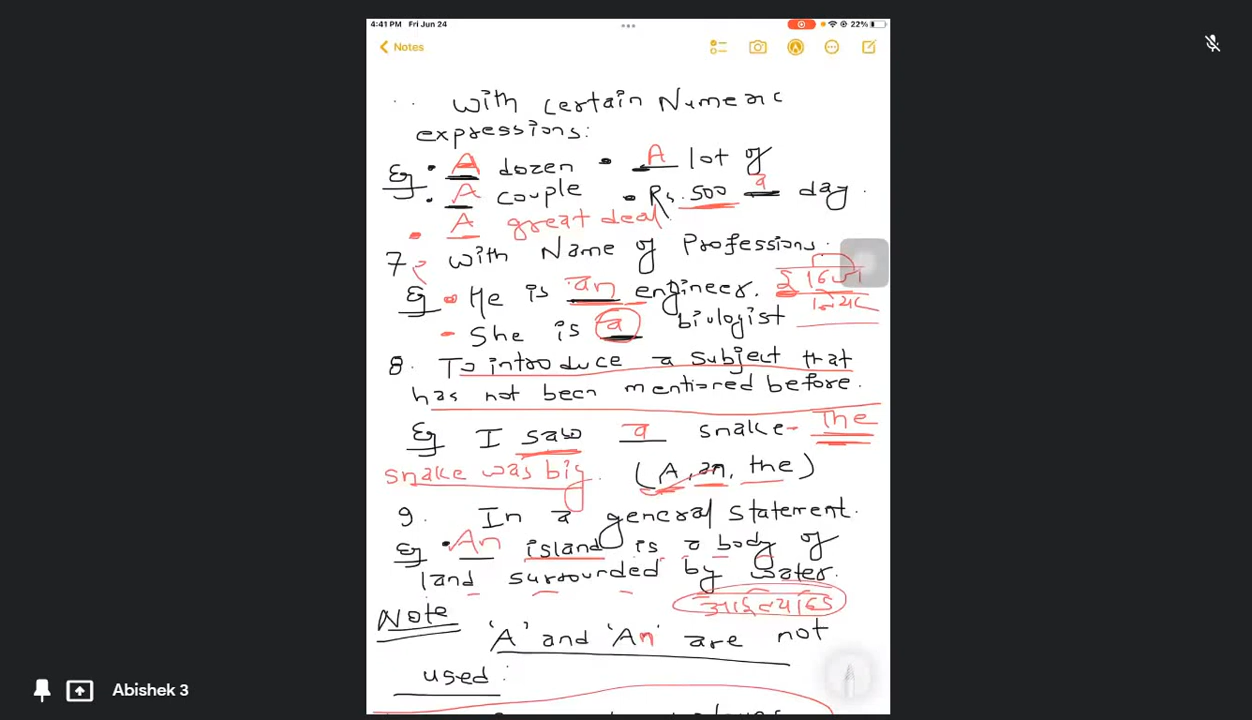 4:41 PM Fri Jun 24
22%
Notes
with certain Numeric
expressions:
Eg • A dozen • A lot of
• A couple • Rs. 500 a day.
• A great deal.
7. with Name of Professions.
Eg • He is an engineer.
- She is a biologist
8. To introduce a subject that
has not been mentioned before.
Eg I saw a snake - The
snake was big. (A, an, the)
9. In a general statement.
Eg • An island is a body of
land surrounded by water.
Note
'A' and 'An' are not
used:
Abishek 3